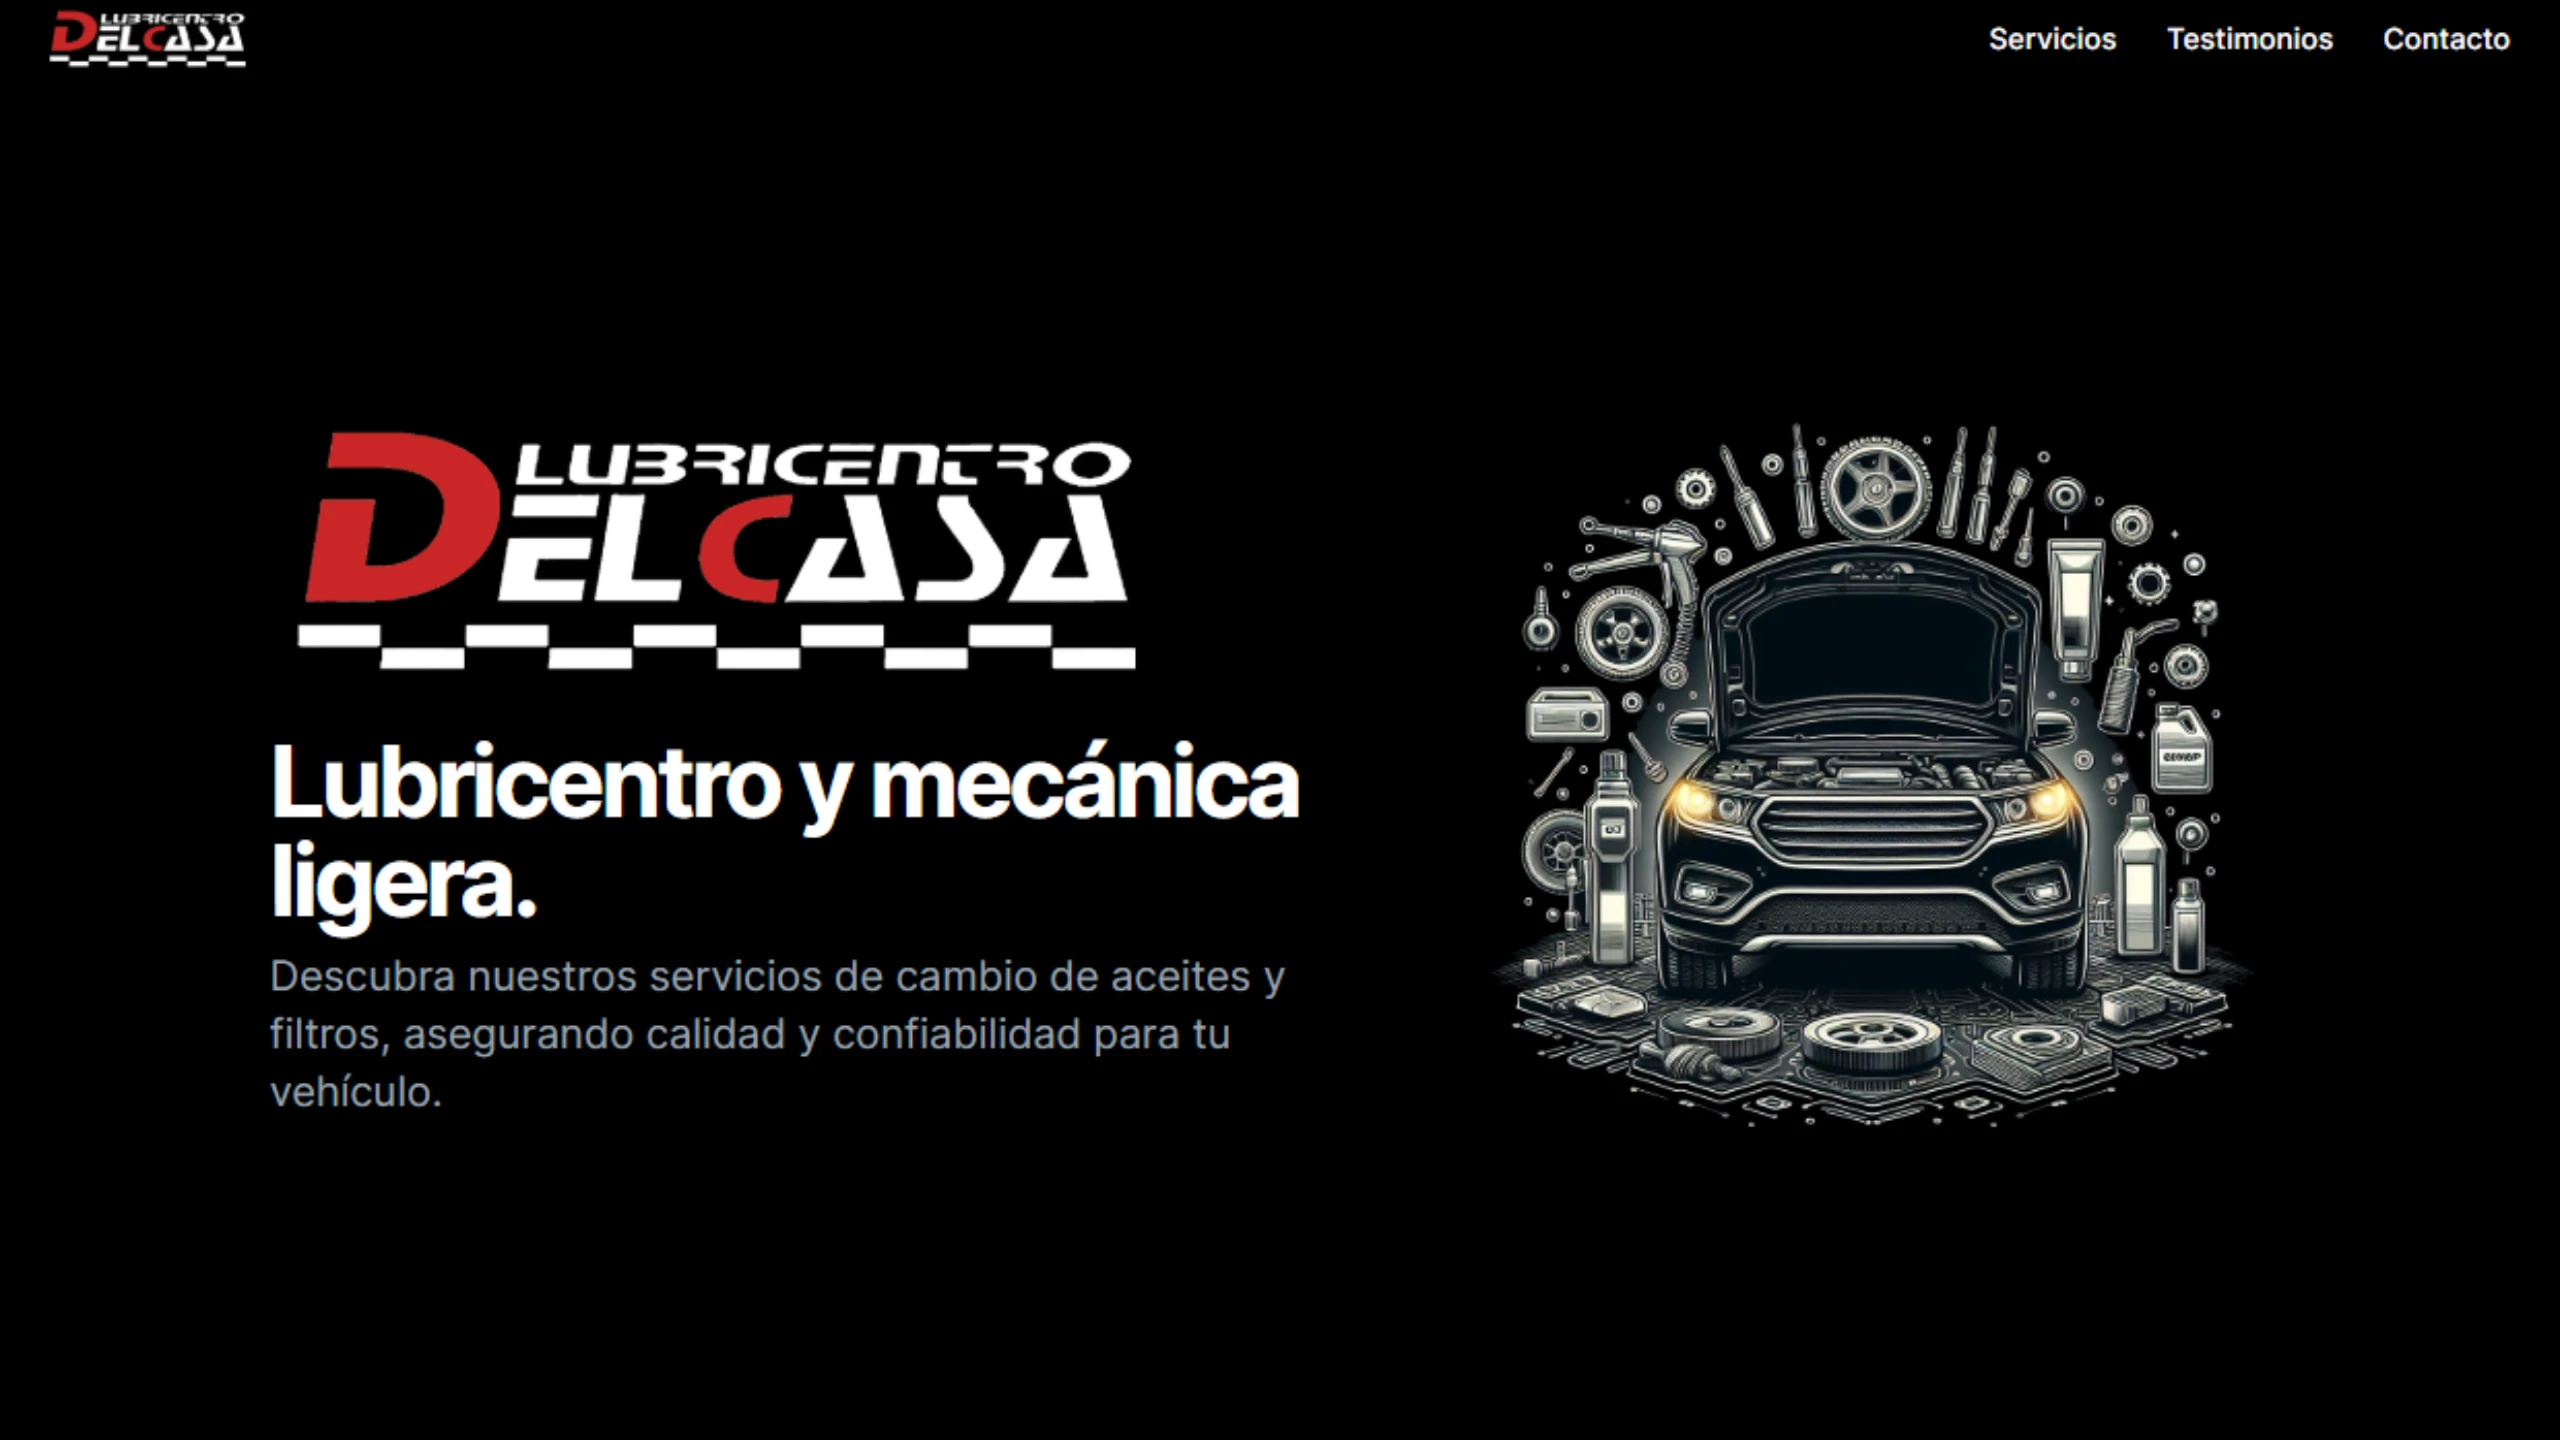 LUBRICENTRO
DELCASA
Servicios
Testimonios
Contacto
LUBRICENTRO
DELCASA
Lubricentro y mecánica
ligera.
Descubra nuestros servicios de cambio de aceites y
filtros, asegurando calidad y confiabilidad para tu
vehículo.